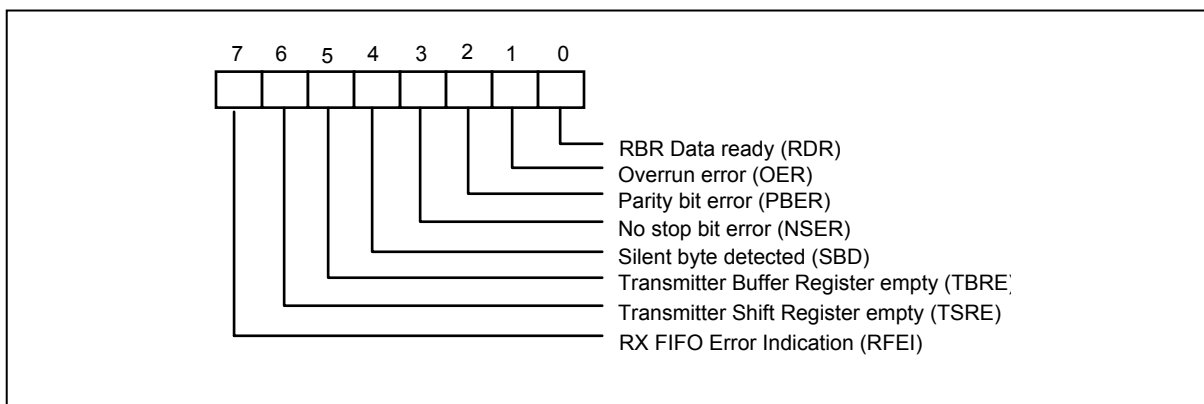 7 6 5 4 3 2 1 0
RBR Data ready (RDR)
Overrun error (OER)
Parity bit error (PBER)
No stop bit error (NSER)
Silent byte detected (SBD)
Transmitter Buffer Register empty (TBRE)
Transmitter Shift Register empty (TSRE)
RX FIFO Error Indication (RFEI)